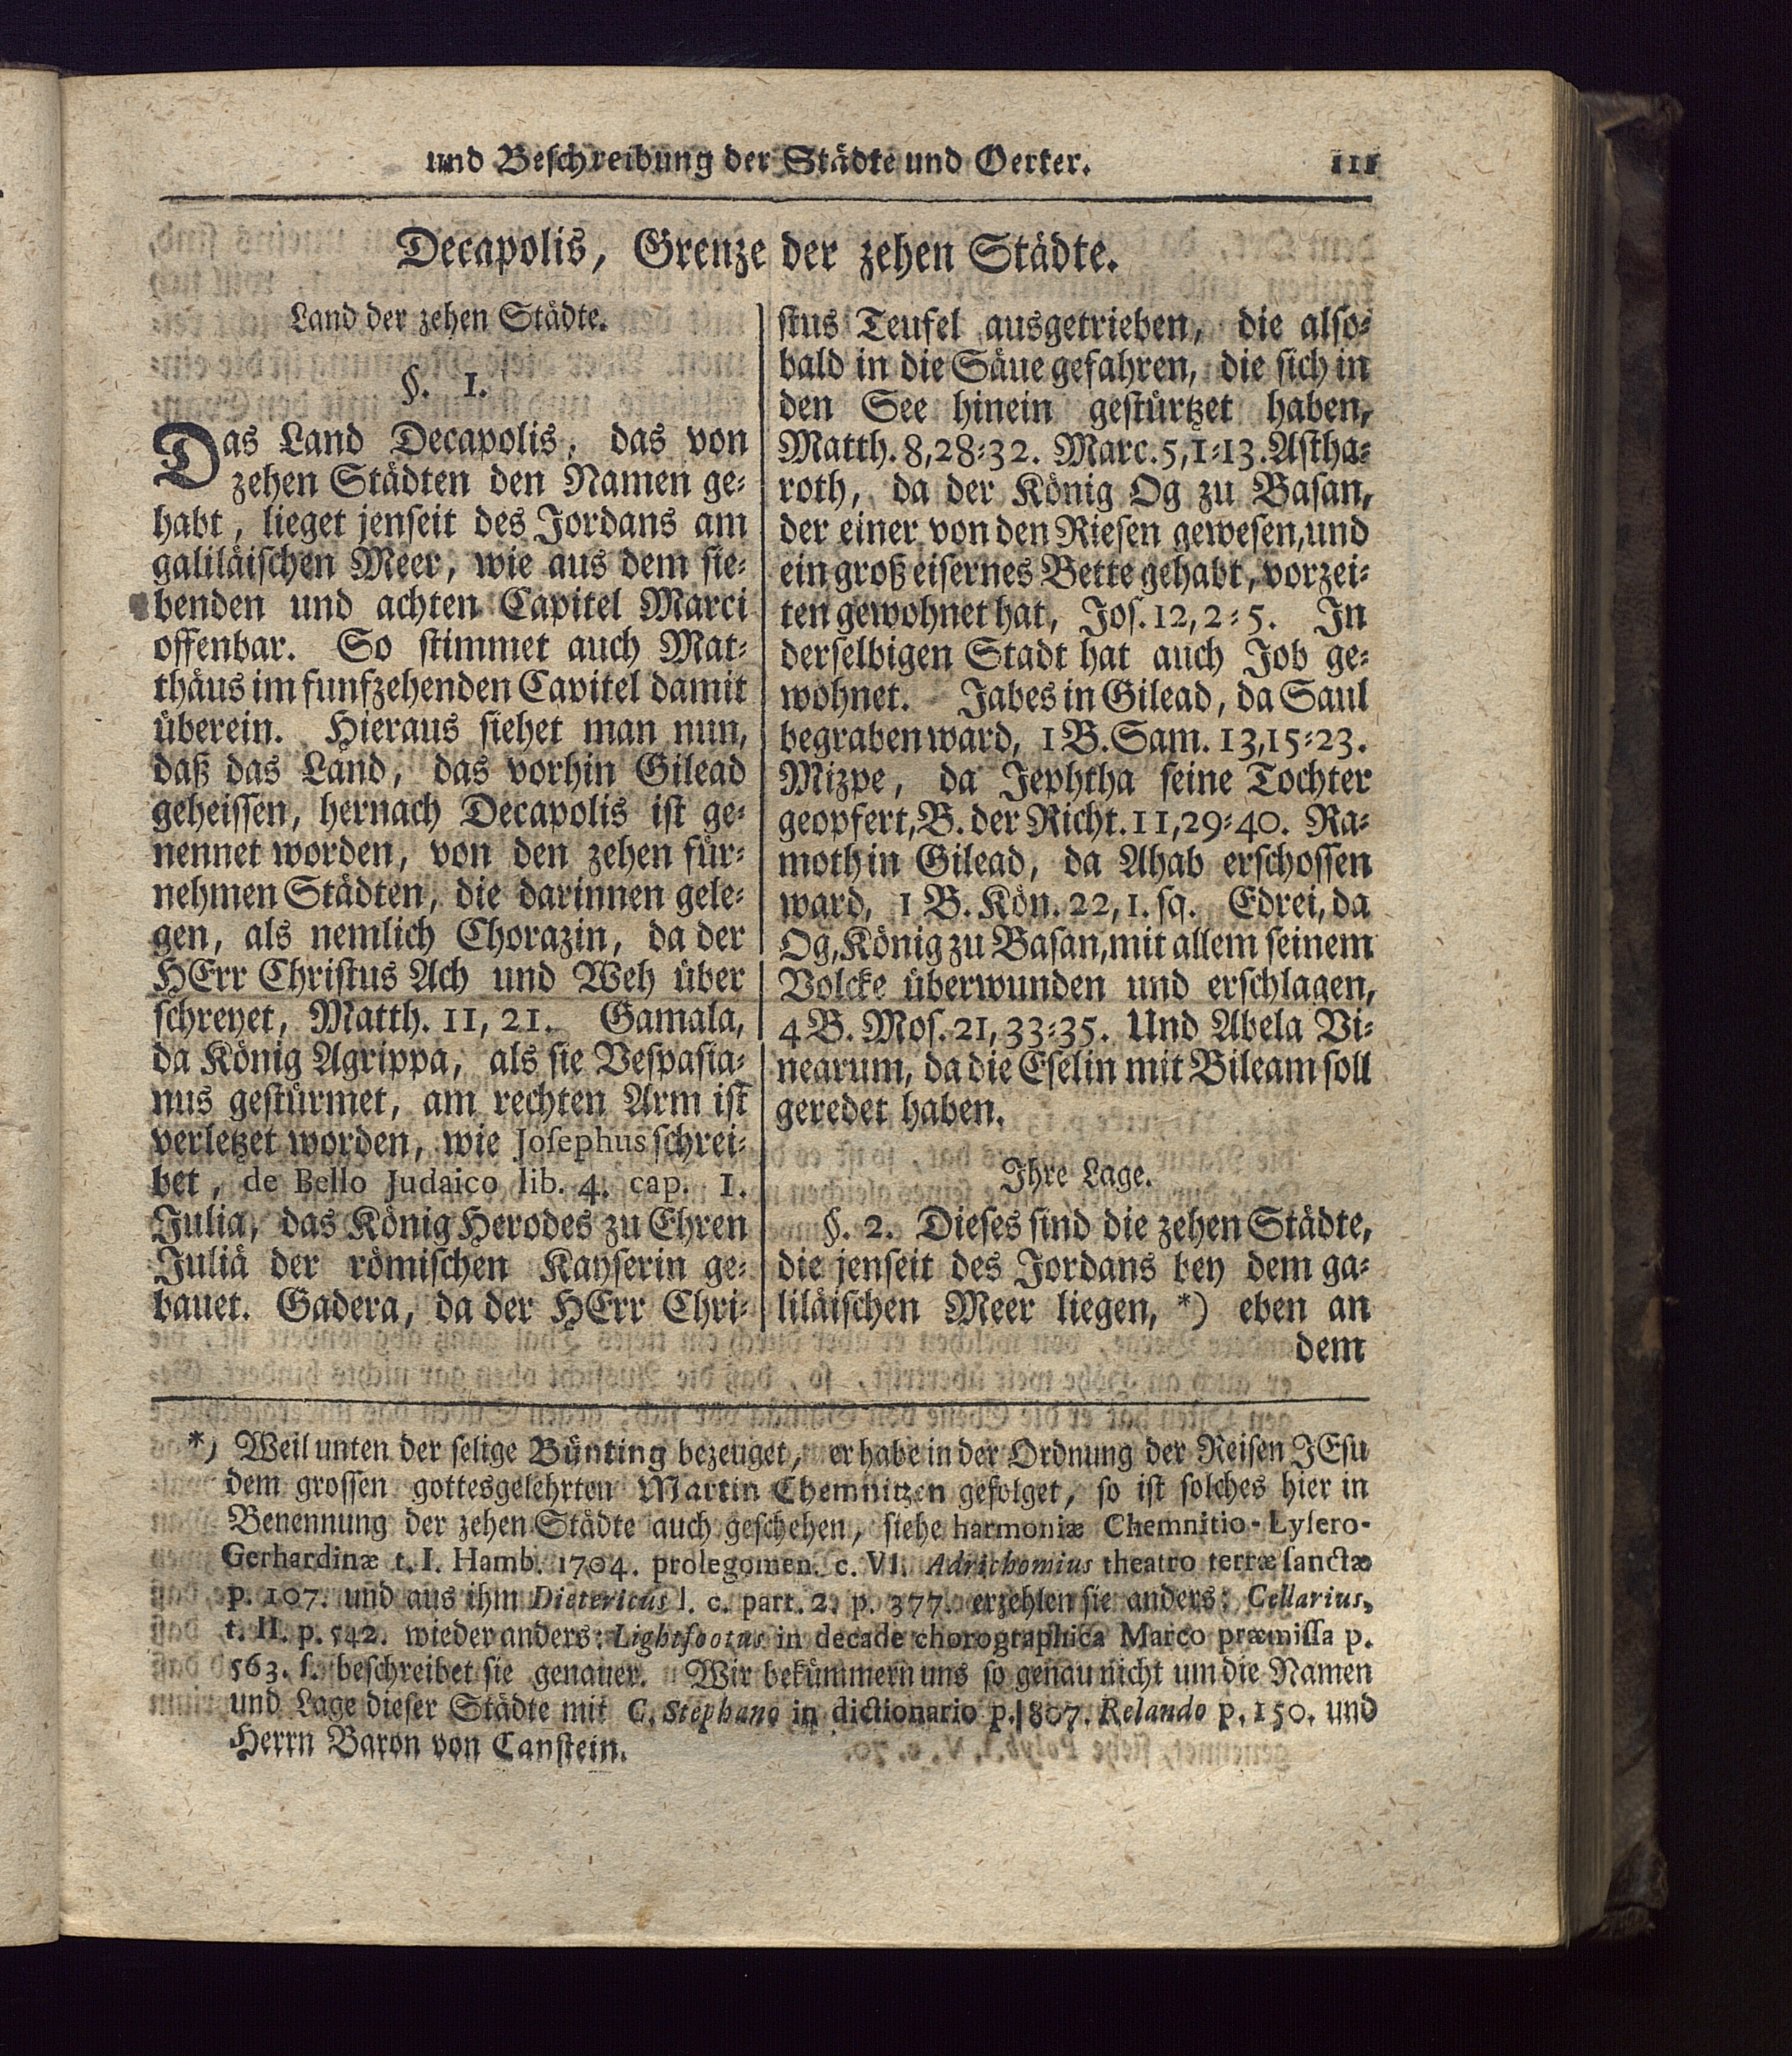 und Beschreibung der Städte und Oerter. 111
Decapolis, Grenze der zehen Städte.
Land der zehen Städte.
§. 1.
Das Land Decapolis, das von
zehen Städten den Namen ge-
habt, lieget jenseit des Jordans am
galiläischen Meer, wie aus dem sie-
benden und achten Capitel Marci
offenbar. So stimmet auch Mat-
thäus im funfzehenden Capitel damit
überein. Hieraus siehet man nun,
daß das Land, das vorhin Gilead
geheissen, hernach Decapolis ist ge-
nennet worden, von den zehen für-
nehmen Städten, die darinnen gele-
gen, als nemlich Chorazin, da der
HErr Christus Ach und Weh über
schreyet, Matth. 11, 21. Gamala,
da König Agrippa, als sie Vespasia-
nus gestürmet, am rechten Arm ist
verletzet worden, wie Josephus schrei-
bet, de Bello Judaico lib. 4. cap. 1.
Julia, das König Herodes zu Ehren
Juliä der römischen Kayserin ge-
bauet. Gadera, da der HErr Chri-
stus Teufel ausgetrieben, die also-
bald in die Säue gefahren, die sich in
den See hinein gestürtzet haben,
Matth. 8, 28-32. Marc. 5, 1-13. Astha-
roth, da der König Og zu Basan,
der einer von den Riesen gewesen, und
ein groß eisernes Bette gehabt, vorzei-
ten gewohnet hat, Jos. 12, 2-5. In
derselbigen Stadt hat auch Job ge-
wohnet. Jabes in Gilead, da Saul
begraben ward, 1 B. Sam. 13, 15-23.
Mizpe, da Jephtha seine Tochter
geopfert, B. der Richt. 11, 29-40. Ra-
moth in Gilead, da Ahab erschossen
ward, 1 B. Kön. 22, 1. sq. Edrei, da
Og, König zu Basan, mit allem seinem
Volcke überwunden und erschlagen,
4 B. Mos. 21, 33-35. Und Abela Vi-
nearum, da die Eselin mit Bileam soll
geredet haben.
Ihre Lage.
§. 2. Dieses sind die zehen Städte,
die jenseit des Jordans bey dem ga-
liläischen Meer liegen, *) eben an
dem
*) Weil unten der selige Bünting bezeuget, er habe in der Ordnung der Reisen JEsu
dem grossen gottesgelehrten Martin Chemnitzen gefolget, so ist solches hier in
Benennung der zehen Städte auch geschehen, siehe harmoniæ Chemnitio-Lysero-
Gerhardinæ t. I. Hamb. 1704. prolegomen. c. VI. Adrichomius theatro terræ sanctæ
p. 107. und aus ihm Dietericus l. c. part. 2. p. 377. erzehlen sie anders: Cellarius,
t. II. p. 542. wieder anders: Lightfootus in decade chorographica Marco præmissa p.
563. s. beschreibet sie genauer. Wir bekümmern uns so genau nicht um die Namen
und Lage dieser Städte mit C. Stephano in dictionario p. 807. Relando p. 150. und
Herrn Baron von Canstein.